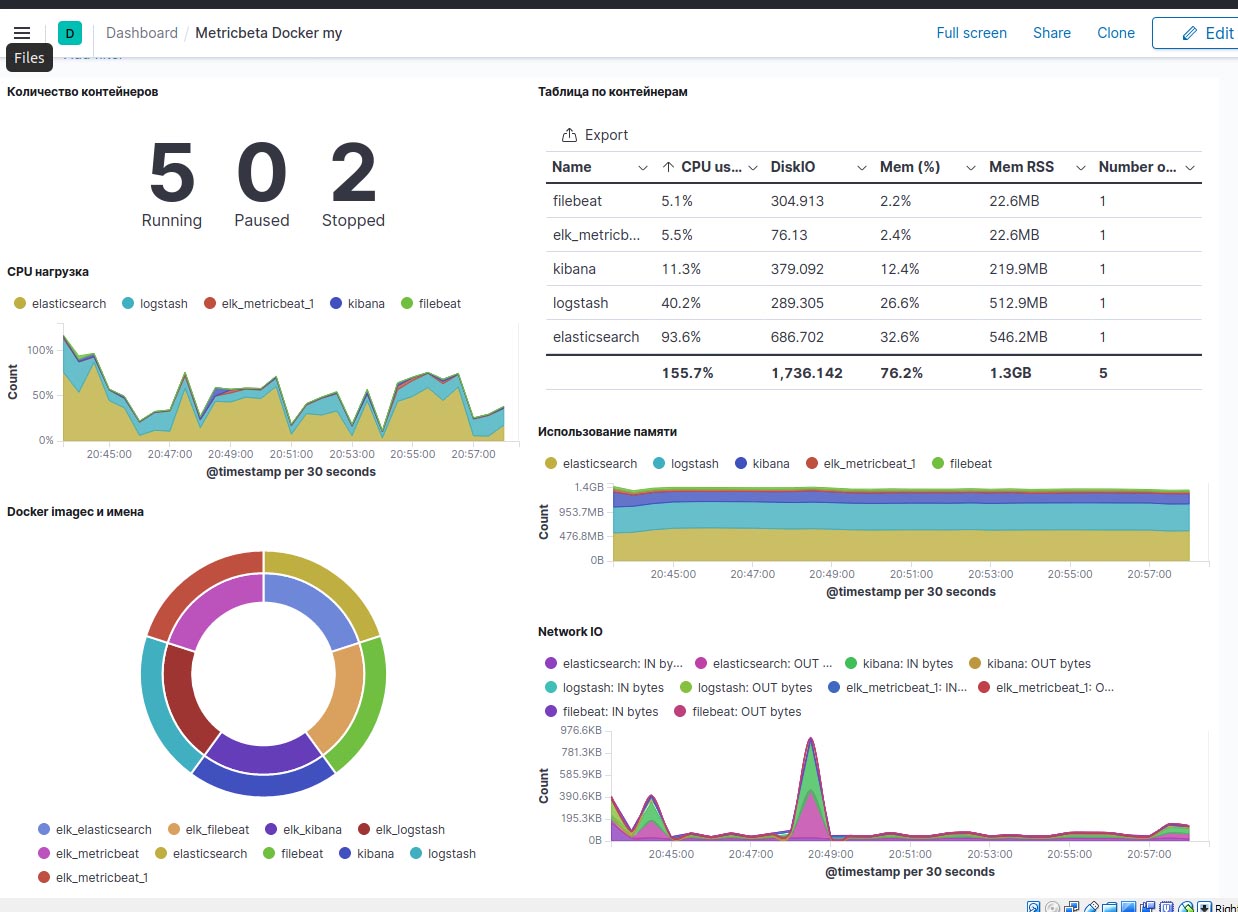 D Dashboard / Metricbeta Docker my Full screen Share Clone Edit
Files
Количество контейнеров
5 0 2
Running Paused Stopped
CPU нагрузка
elasticsearch logstash elk_metricbeat_1 kibana filebeat
100%
50%
0%
Count
20:45:00 20:47:00 20:49:00 20:51:00 20:53:00 20:55:00 20:57:00
@timestamp per 30 seconds
Docker imagec и имена
elk_elasticsearch elk_filebeat elk_kibana elk_logstash
elk_metricbeat elasticsearch filebeat kibana logstash
elk_metricbeat_1
Таблица по контейнерам
Export
Name CPU us... DiskIO Mem (%) Mem RSS Number o...
filebeat 5.1% 304.913 2.2% 22.6MB 1
elk_metricb... 5.5% 76.13 2.4% 22.6MB 1
kibana 11.3% 379.092 12.4% 219.9MB 1
logstash 40.2% 289.305 26.6% 512.9MB 1
elasticsearch 93.6% 686.702 32.6% 546.2MB 1
155.7% 1,736.142 76.2% 1.3GB 5
Использование памяти
elasticsearch logstash kibana elk_metricbeat_1 filebeat
1.4GB
953.7MB
476.8MB
0B
Count
20:45:00 20:47:00 20:49:00 20:51:00 20:53:00 20:55:00 20:57:00
@timestamp per 30 seconds
Network IO
elasticsearch: IN by... elasticsearch: OUT ... kibana: IN bytes kibana: OUT bytes
logstash: IN bytes logstash: OUT bytes elk_metricbeat_1: IN... elk_metricbeat_1: O...
filebeat: IN bytes filebeat: OUT bytes
976.6KB
781.3KB
585.9KB
390.6KB
195.3KB
0B
Count
20:45:00 20:47:00 20:49:00 20:51:00 20:53:00 20:55:00 20:57:00
@timestamp per 30 seconds